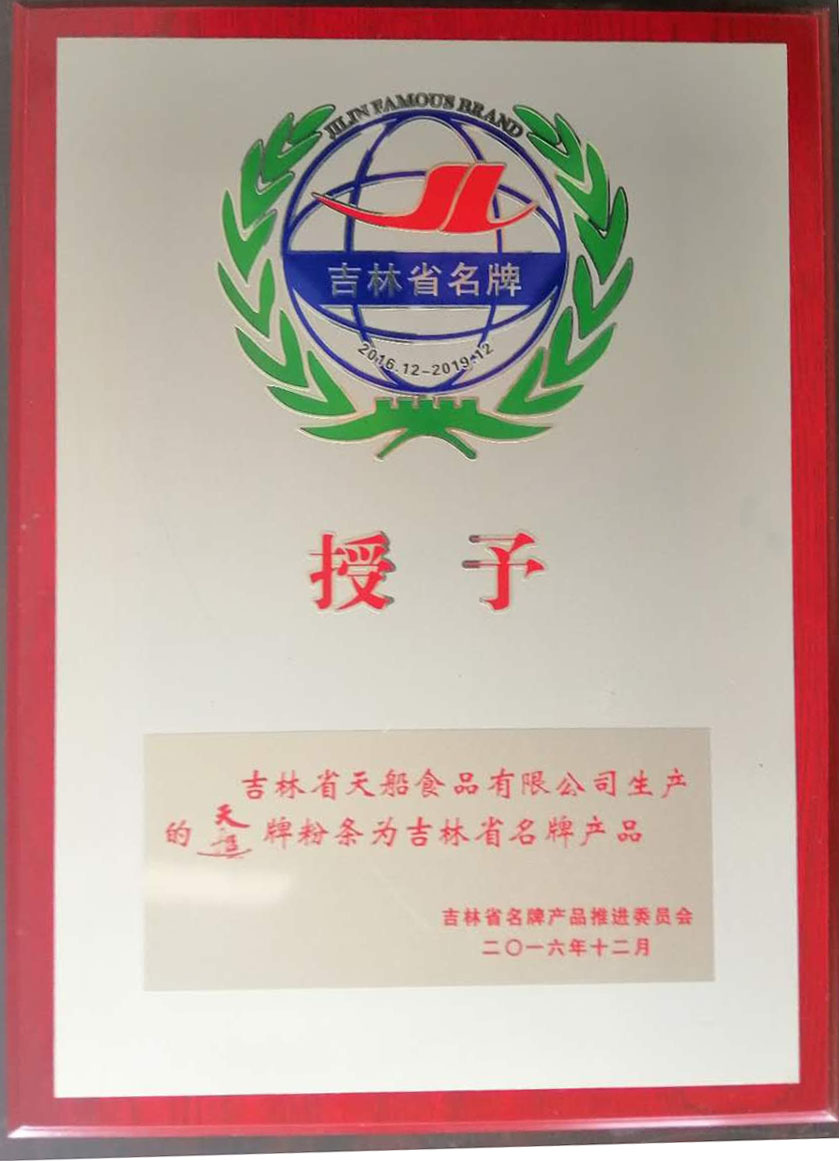 JILIN FAMOUS BRAND
吉林省名牌
2016.12-2019.12
授予
吉林省天船食品有限公司生产
的天船牌粉条为吉林省名牌产品
吉林省名牌产品推进委员会
二〇一六年十二月